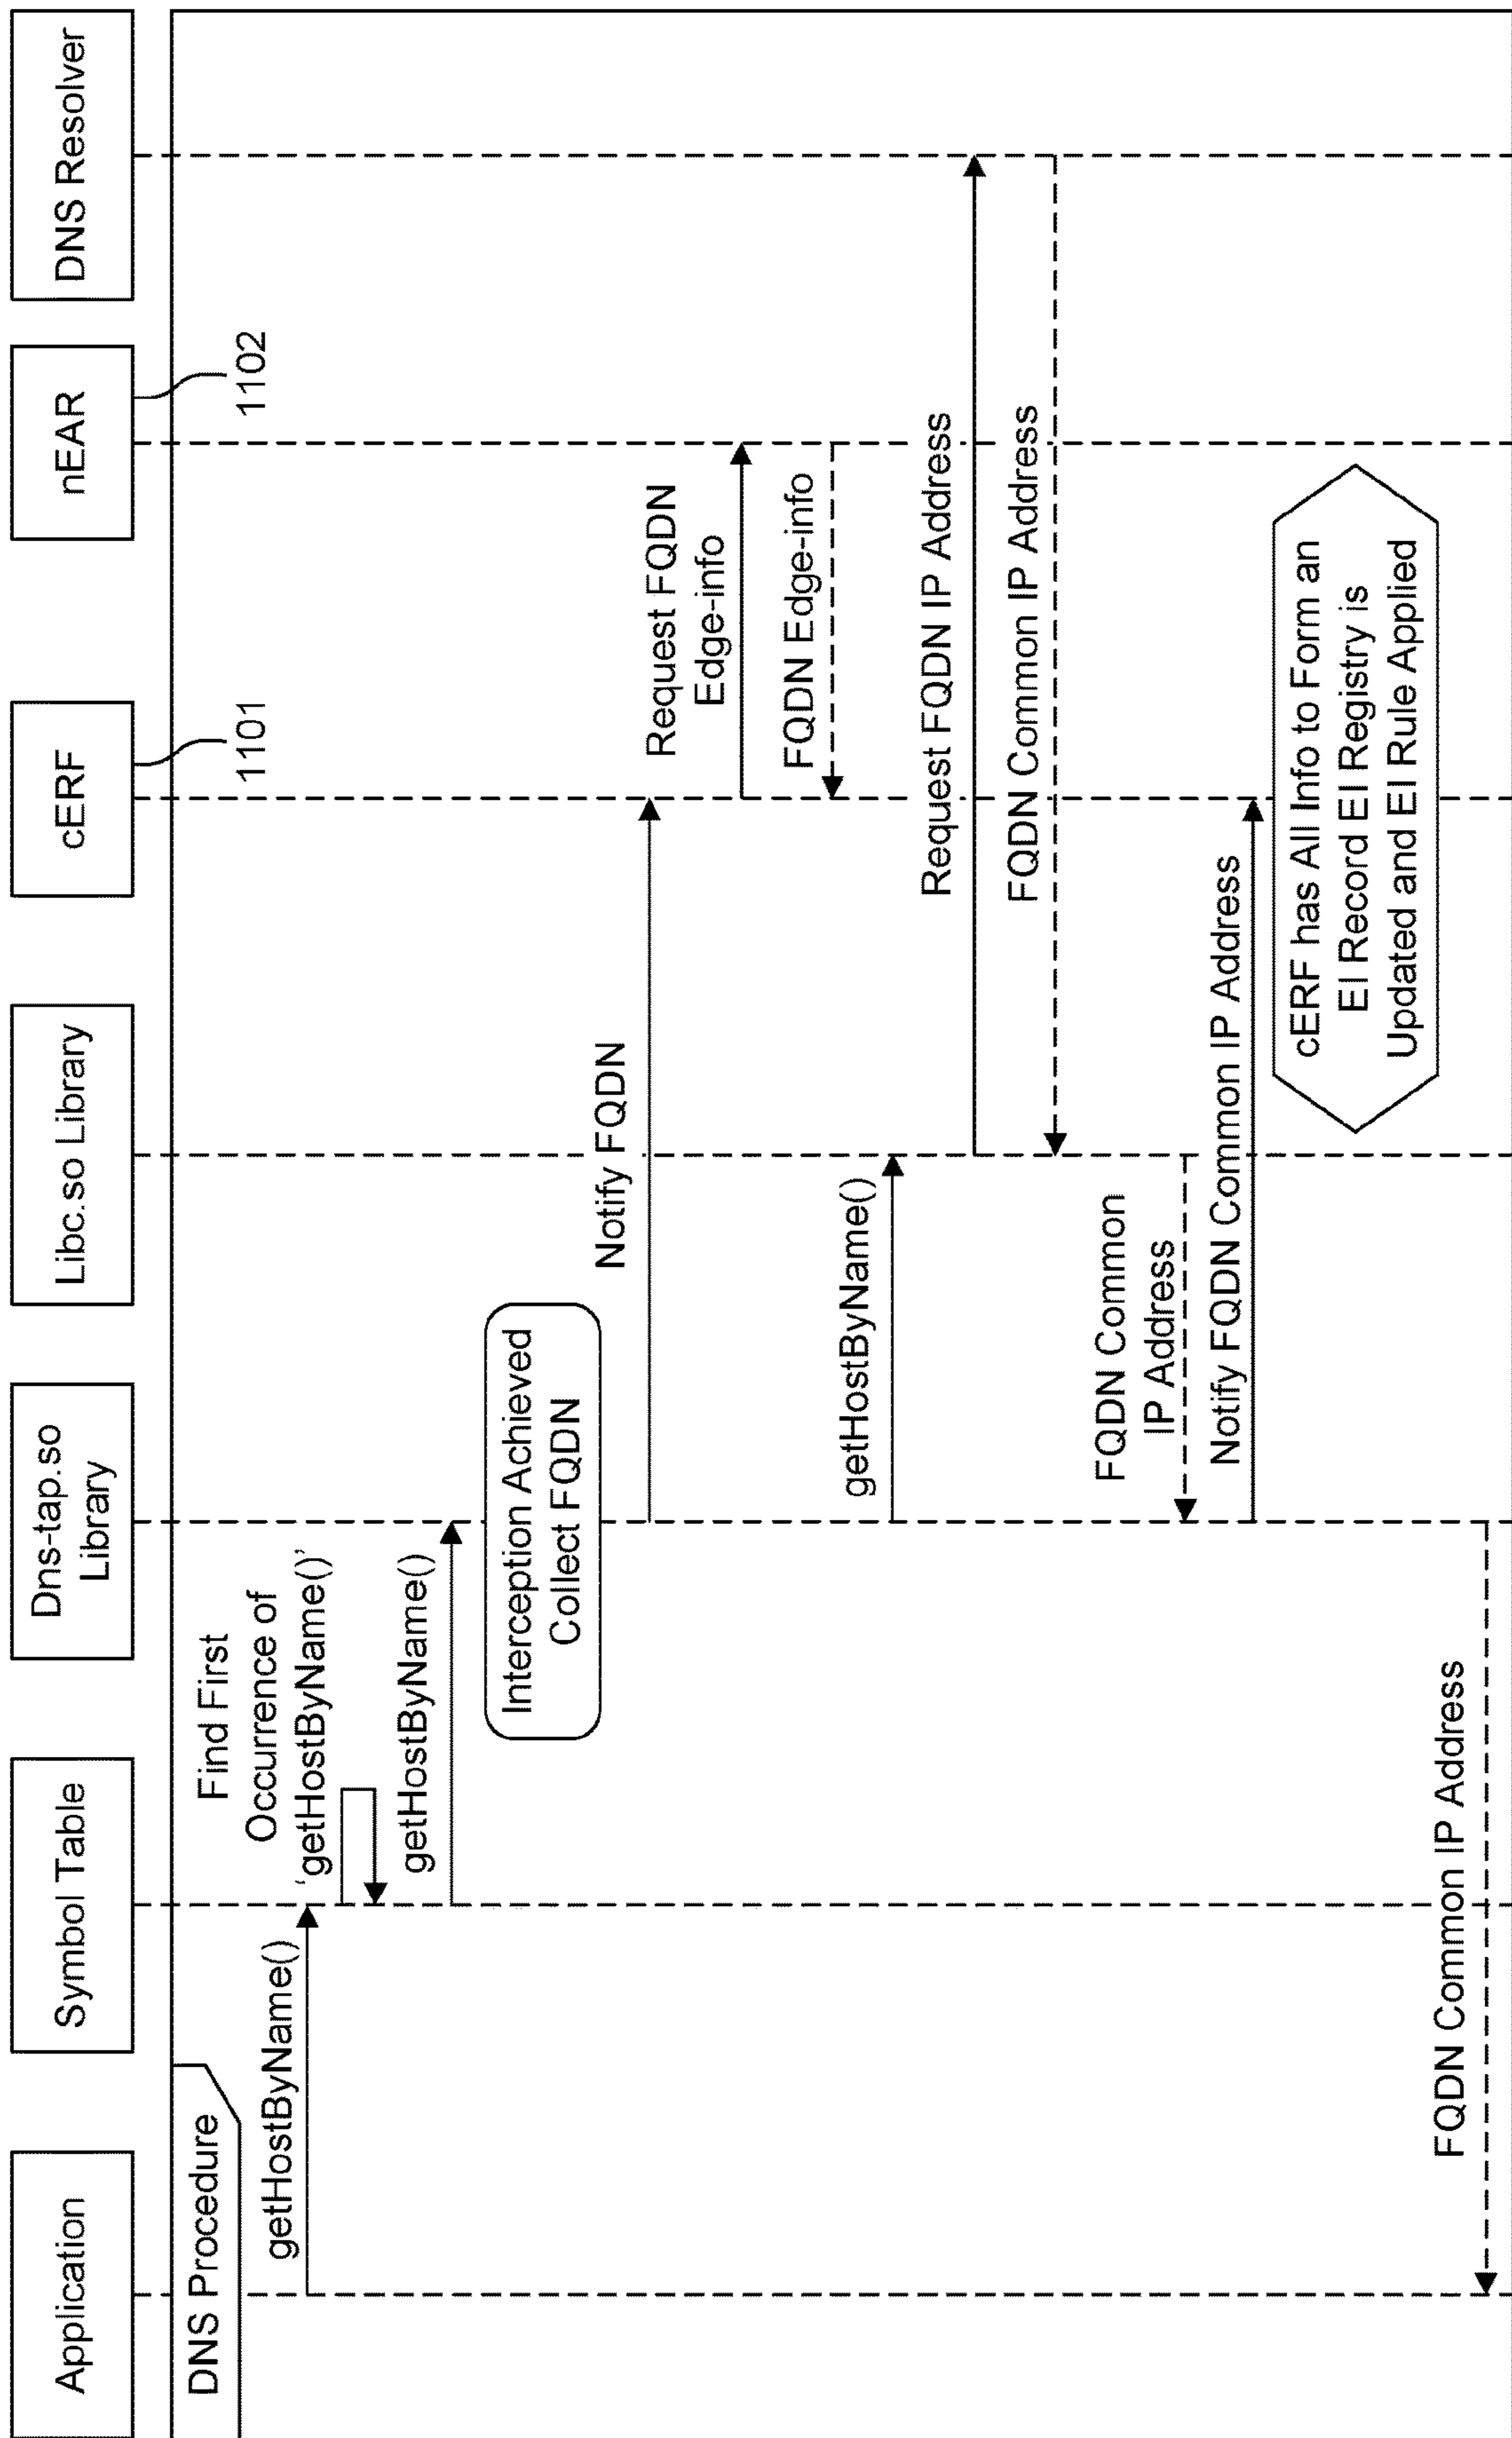 Application
Symbol Table
Dns-tap.so
Library
Libc.so Library
cERF
1101
nEAR
1102
DNS Resolver
DNS Procedure
getHostByName()
Find First
Occurrence of
‘getHostByName()’
getHostByName()
Interception Achieved
Collect FQDN
Notify FQDN
Request FQDN
Edge-info
FQDN Edge-info
getHostByName()
Request FQDN IP Address
FQDN Common IP Address
FQDN Common
IP Address
Notify FQDN Common IP Address
cERF has All Info to Form an
EI Record EI Registry is
Updated and EI Rule Applied
FQDN Common IP Address